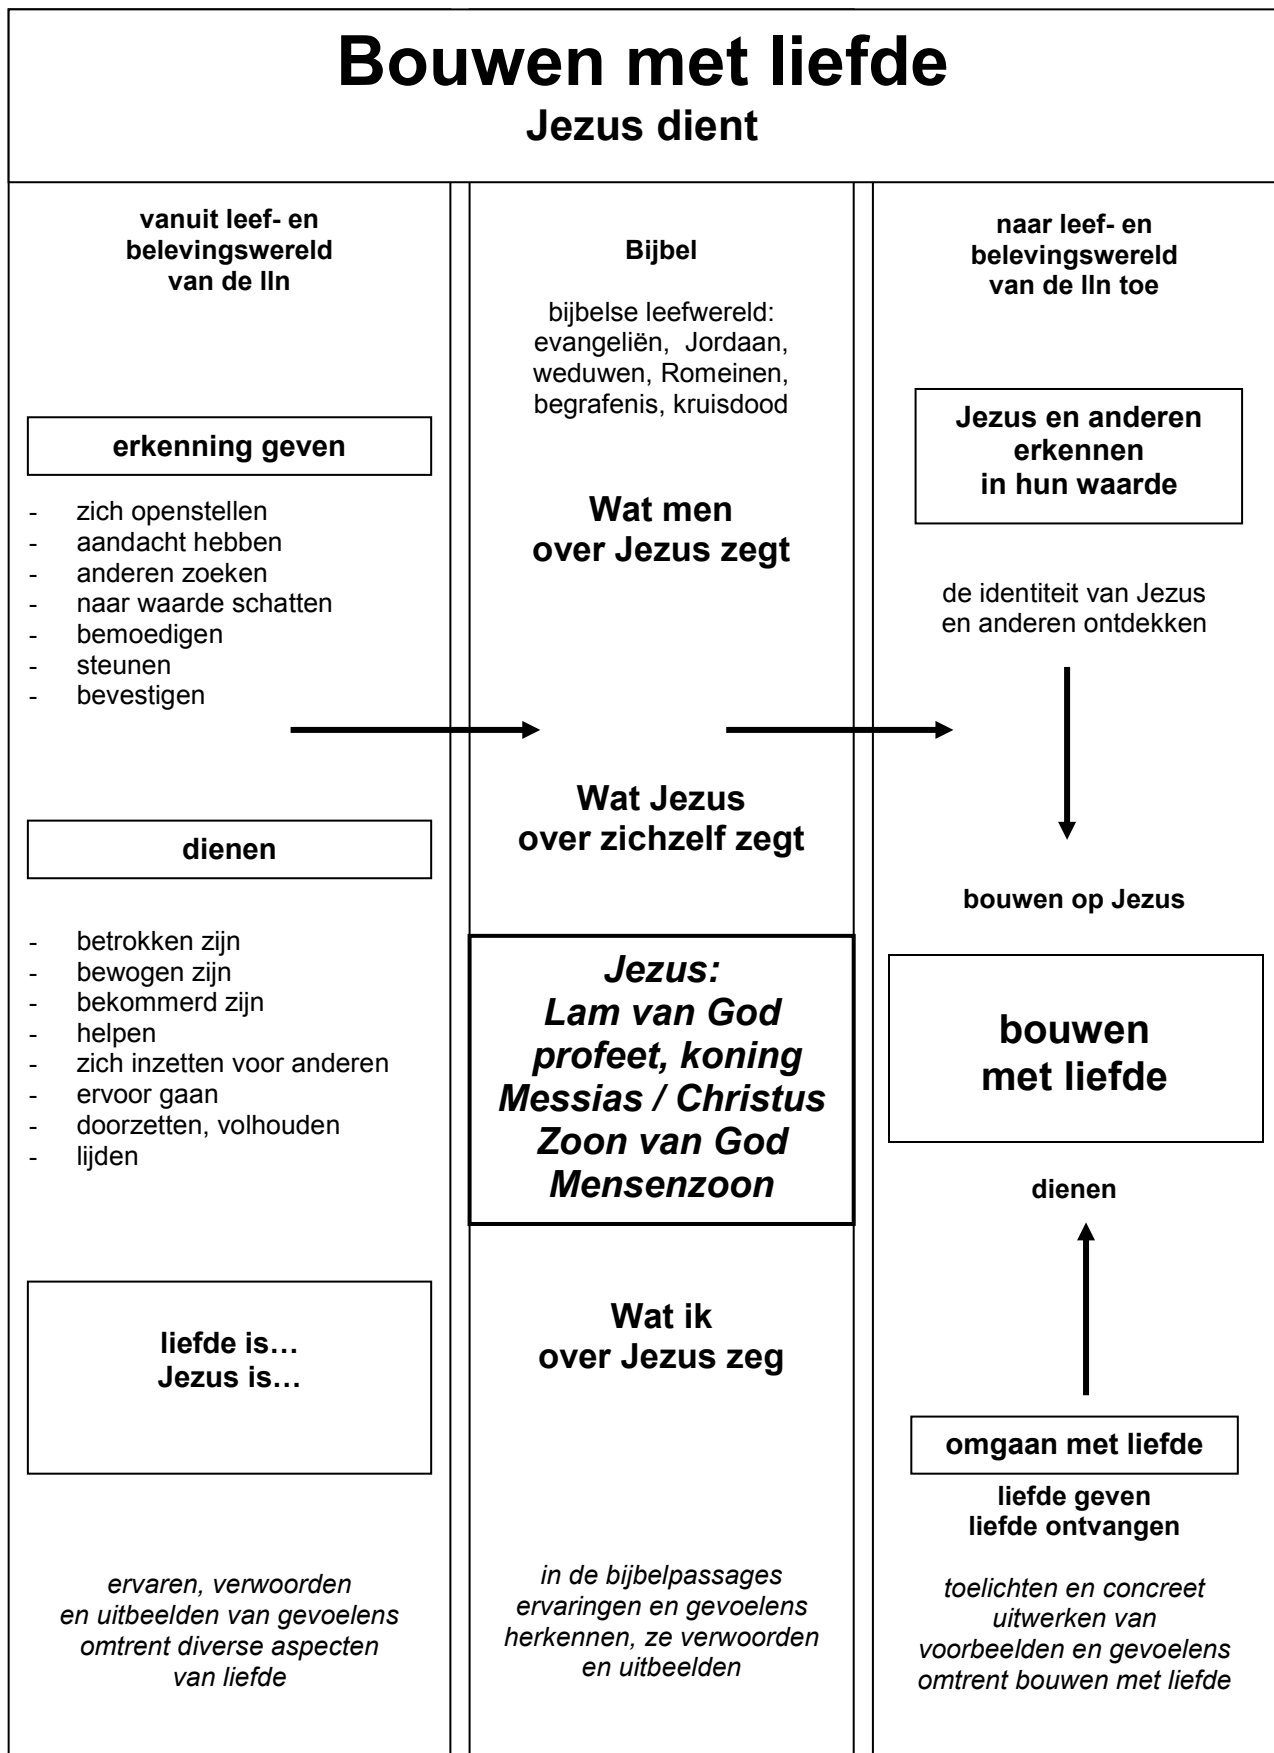 Bouwen met liefde
Jezus dient
vanuit leef- en
belevingswereld
van de lln
erkenning geven
- zich openstellen
- aandacht hebben
- anderen zoeken
- naar waarde schatten
- bemoedigen
- steunen
- bevestigen
dienen
- betrokken zijn
- bewogen zijn
- bekommerd zijn
- helpen
- zich inzetten voor anderen
- ervoor gaan
- doorzetten, volhouden
- lijden
liefde is…
Jezus is…
ervaren, verwoorden
en uitbeelden van gevoelens
omtrent diverse aspecten
van liefde
Bijbel
bijbelse leefwereld:
evangeliën, Jordaan,
weduwen, Romeinen,
begrafenis, kruisdood
Wat men
over Jezus zegt
Wat Jezus
over zichzelf zegt
Jezus:
Lam van God
profeet, koning
Messias / Christus
Zoon van God
Mensenzoon
Wat ik
over Jezus zeg
in de bijbelpassages
ervaringen en gevoelens
herkennen, ze verwoorden
en uitbeelden
naar leef- en
belevingswereld
van de lln toe
Jezus en anderen
erkennen
in hun waarde
de identiteit van Jezus
en anderen ontdekken
bouwen op Jezus
bouwen
met liefde
dienen
omgaan met liefde
liefde geven
liefde ontvangen
toelichten en concreet
uitwerken van
voorbeelden en gevoelens
omtrent bouwen met liefde